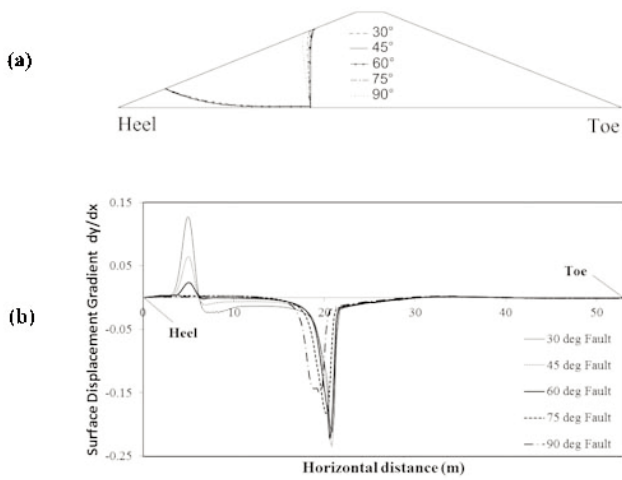 (a)
30°
45°
60°
75°
90°
Heel
Toe
(b)
Surface Displacement Gradient dy/dx
0.15
0.05
-0.05
-0.15
-0.25
0
10
20
30
40
50
Heel
Toe
30 deg Fault
45 deg Fault
60 deg Fault
75 deg Fault
90 deg Fault
Horizontal distance (m)